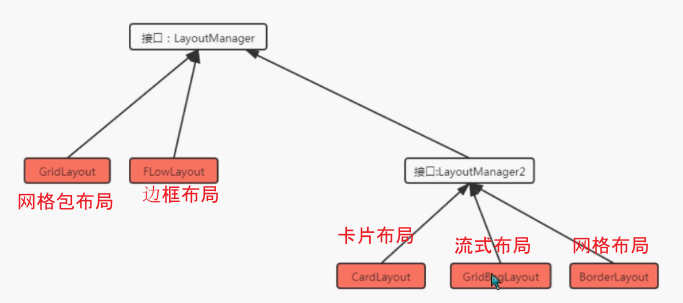 接口：LayoutManager
GridLayout
FLowLayout
接口:LayoutManager2
网格包布局
边框布局
卡片布局
流式布局
网格布局
CardLayout
GridBagLayout
BorderLayout